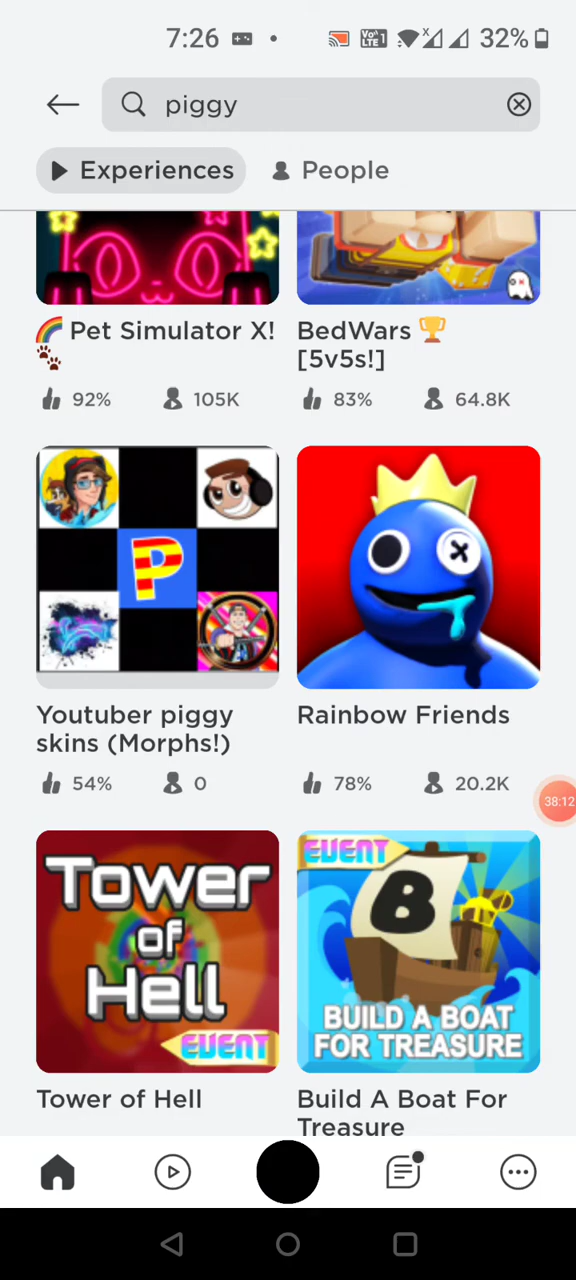 7:26
Vo 1
LTE
X
32%
piggy
Experiences
People
Pet Simulator X!
BedWars
[5v5s!]
92%
105K
83%
64.8K
P
Youtuber piggy
skins (Morphs!)
Rainbow Friends
54%
0
78%
20.2K
38:12
Tower
of
Hell
EVENT
EVENT
B
BUILD A BOAT
FOR TREASURE
Tower of Hell
Build A Boat For
Treasure